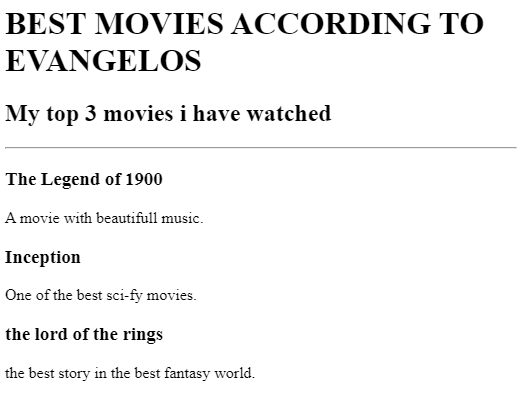 BEST MOVIES ACCORDING TO
EVANGELOS
My top 3 movies i have watched
The Legend of 1900
A movie with beautifull music.
Inception
One of the best sci-fy movies.
the lord of the rings
the best story in the best fantasy world.